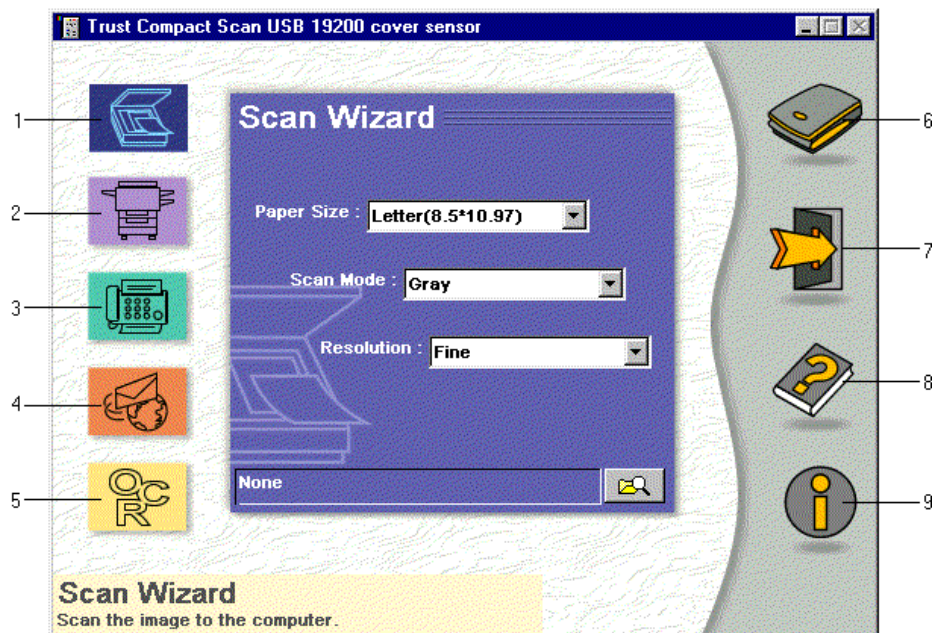 Trust Compact Scan USB 19200 cover sensor
1
2
3
4
5
OCR
Scan Wizard
Paper Size : Letter(8.5*10.97)
Scan Mode : Gray
Resolution : Fine
None
6
7
8
?
9
i
Scan Wizard
Scan the image to the computer.